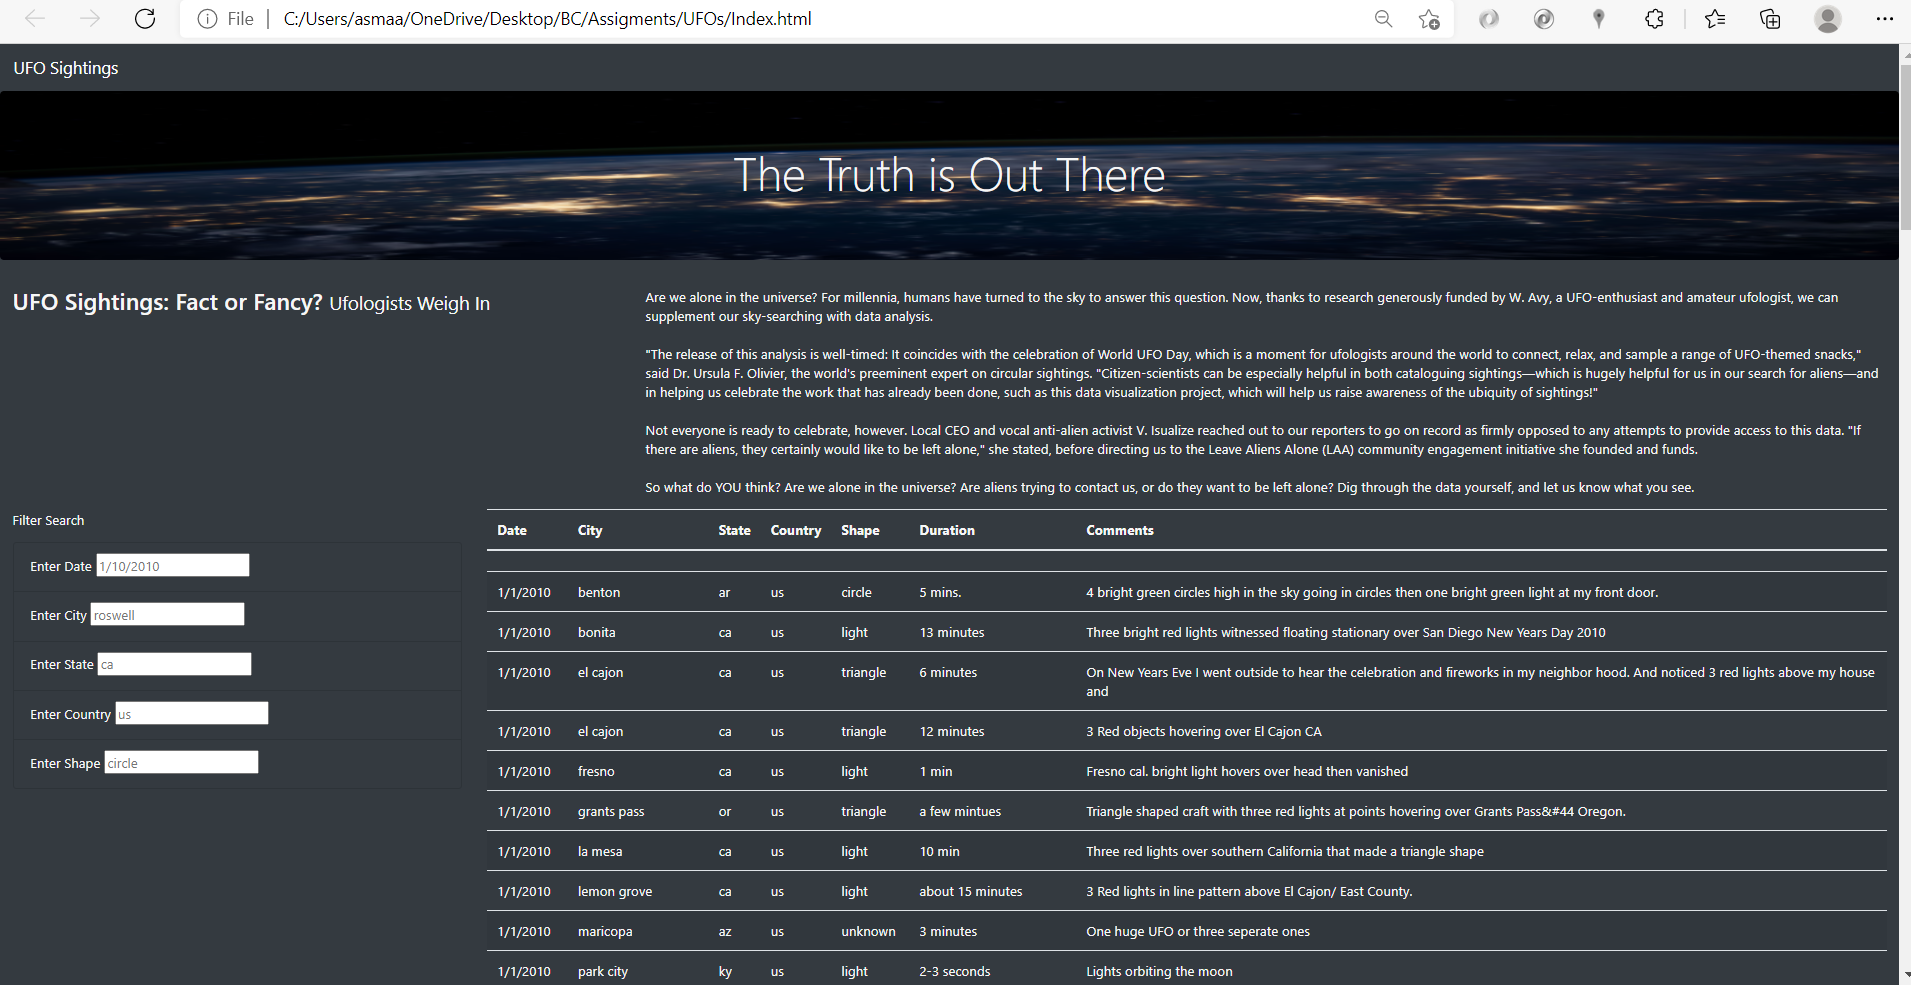 File | C:/Users/asmaa/OneDrive/Desktop/BC/Assigments/UFOs/Index.html
UFO Sightings
The Truth is Out There
UFO Sightings: Fact or Fancy? Ufologists Weigh In
Are we alone in the universe? For millennia, humans have turned to the sky to answer this question. Now, thanks to research generously funded by W. Avy, a UFO-enthusiast and amateur ufologist, we can
supplement our sky-searching with data analysis.
"The release of this analysis is well-timed: It coincides with the celebration of World UFO Day, which is a moment for ufologists around the world to connect, relax, and sample a range of UFO-themed snacks,"
said Dr. Ursula F. Olivier, the world's preeminent expert on circular sightings. "Citizen-scientists can be especially helpful in both cataloguing sightings—which is hugely helpful for us in our search for aliens—and
in helping us celebrate the work that has already been done, such as this data visualization project, which will help us raise awareness of the ubiquity of sightings!"
Not everyone is ready to celebrate, however. Local CEO and vocal anti-alien activist V. Isualize reached out to our reporters to go on record as firmly opposed to any attempts to provide access to this data. "If
there are aliens, they certainly would like to be left alone," she stated, before directing us to the Leave Aliens Alone (LAA) community engagement initiative she founded and funds.
So what do YOU think? Are we alone in the universe? Are aliens trying to contact us, or do they want to be left alone? Dig through the data yourself, and let us know what you see.
Filter Search
Enter Date 1/10/2010
Enter City roswell
Enter State ca
Enter Country us
Enter Shape circle
Date City State Country Shape Duration Comments
1/1/2010 benton ar us circle 5 mins. 4 bright green circles high in the sky going in circles then one bright green light at my front door.
1/1/2010 bonita ca us light 13 minutes Three bright red lights witnessed floating stationary over San Diego New Years Day 2010
1/1/2010 el cajon ca us triangle 6 minutes On New Years Eve I went outside to hear the celebration and fireworks in my neighbor hood. And noticed 3 red lights above my house
and
1/1/2010 el cajon ca us triangle 12 minutes 3 Red objects hovering over El Cajon CA
1/1/2010 fresno ca us light 1 min Fresno cal. bright light hovers over head then vanished
1/1/2010 grants pass or us triangle a few mintues Triangle shaped craft with three red lights at points hovering over Grants Pass&#44 Oregon.
1/1/2010 la mesa ca us light 10 min Three red lights over southern California that made a triangle shape
1/1/2010 lemon grove ca us light about 15 minutes 3 Red lights in line pattern above El Cajon/ East County.
1/1/2010 maricopa az us unknown 3 minutes One huge UFO or three seperate ones
1/1/2010 park city ky us light 2-3 seconds Lights orbiting the moon